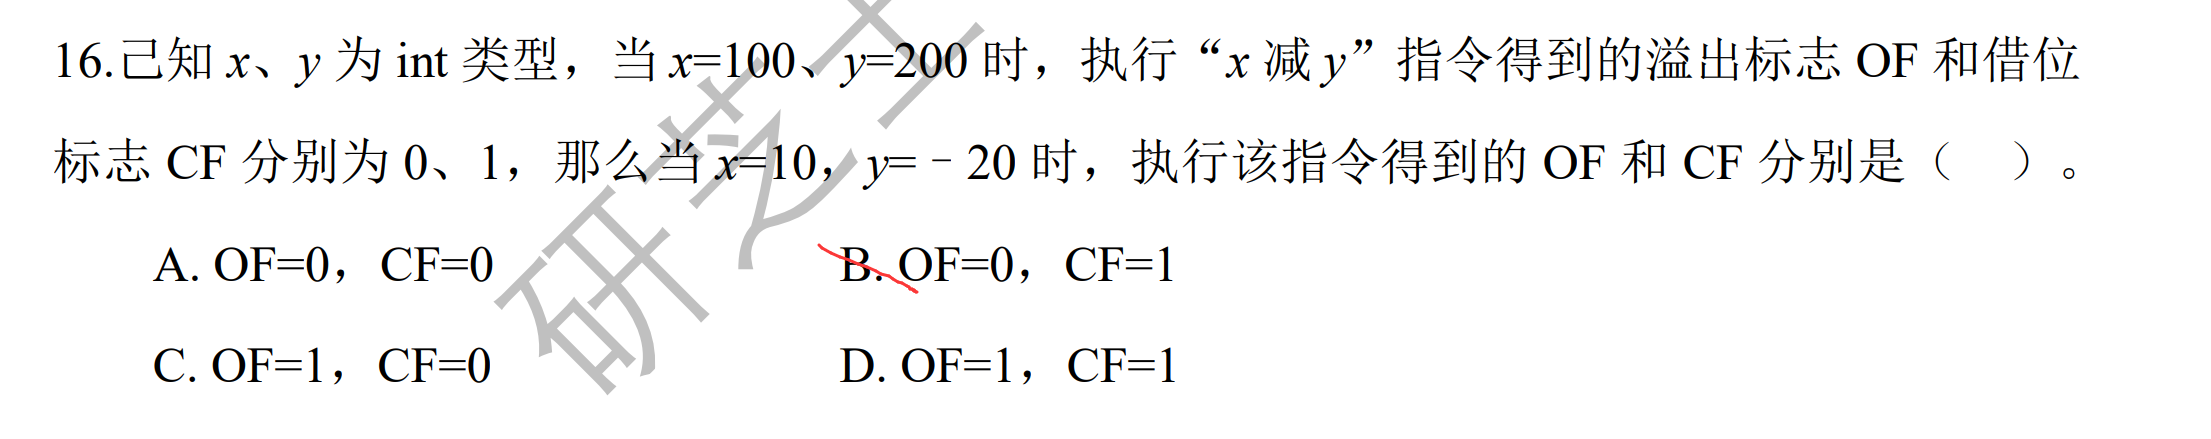 16.己知 x、y 为 int 类型，当 x=100、y=200 时，执行“x 减 y”指令得到的溢出标志 OF 和借位
标志 CF 分别为 0、1，那么当 x=10，y=﹣20 时，执行该指令得到的 OF 和 CF 分别是（ ）。
A. OF=0，CF=0 B. OF=0，CF=1
C. OF=1，CF=0 D. OF=1，CF=1
研芝士